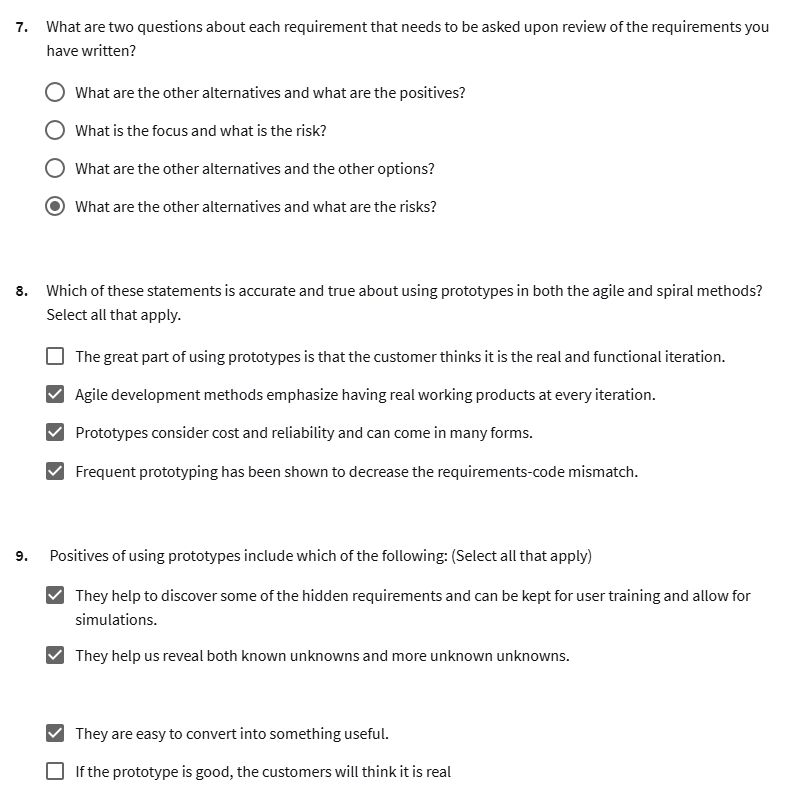 7. What are two questions about each requirement that needs to be asked upon review of the requirements you
have written?
What are the other alternatives and what are the positives?
What is the focus and what is the risk?
What are the other alternatives and the other options?
What are the other alternatives and what are the risks?
8. Which of these statements is accurate and true about using prototypes in both the agile and spiral methods?
Select all that apply.
The great part of using prototypes is that the customer thinks it is the real and functional iteration.
Agile development methods emphasize having real working products at every iteration.
Prototypes consider cost and reliability and can come in many forms.
Frequent prototyping has been shown to decrease the requirements-code mismatch.
9. Positives of using prototypes include which of the following: (Select all that apply)
They help to discover some of the hidden requirements and can be kept for user training and allow for
simulations.
They help us reveal both known unknowns and more unknown unknowns.
They are easy to convert into something useful.
If the prototype is good, the customers will think it is real